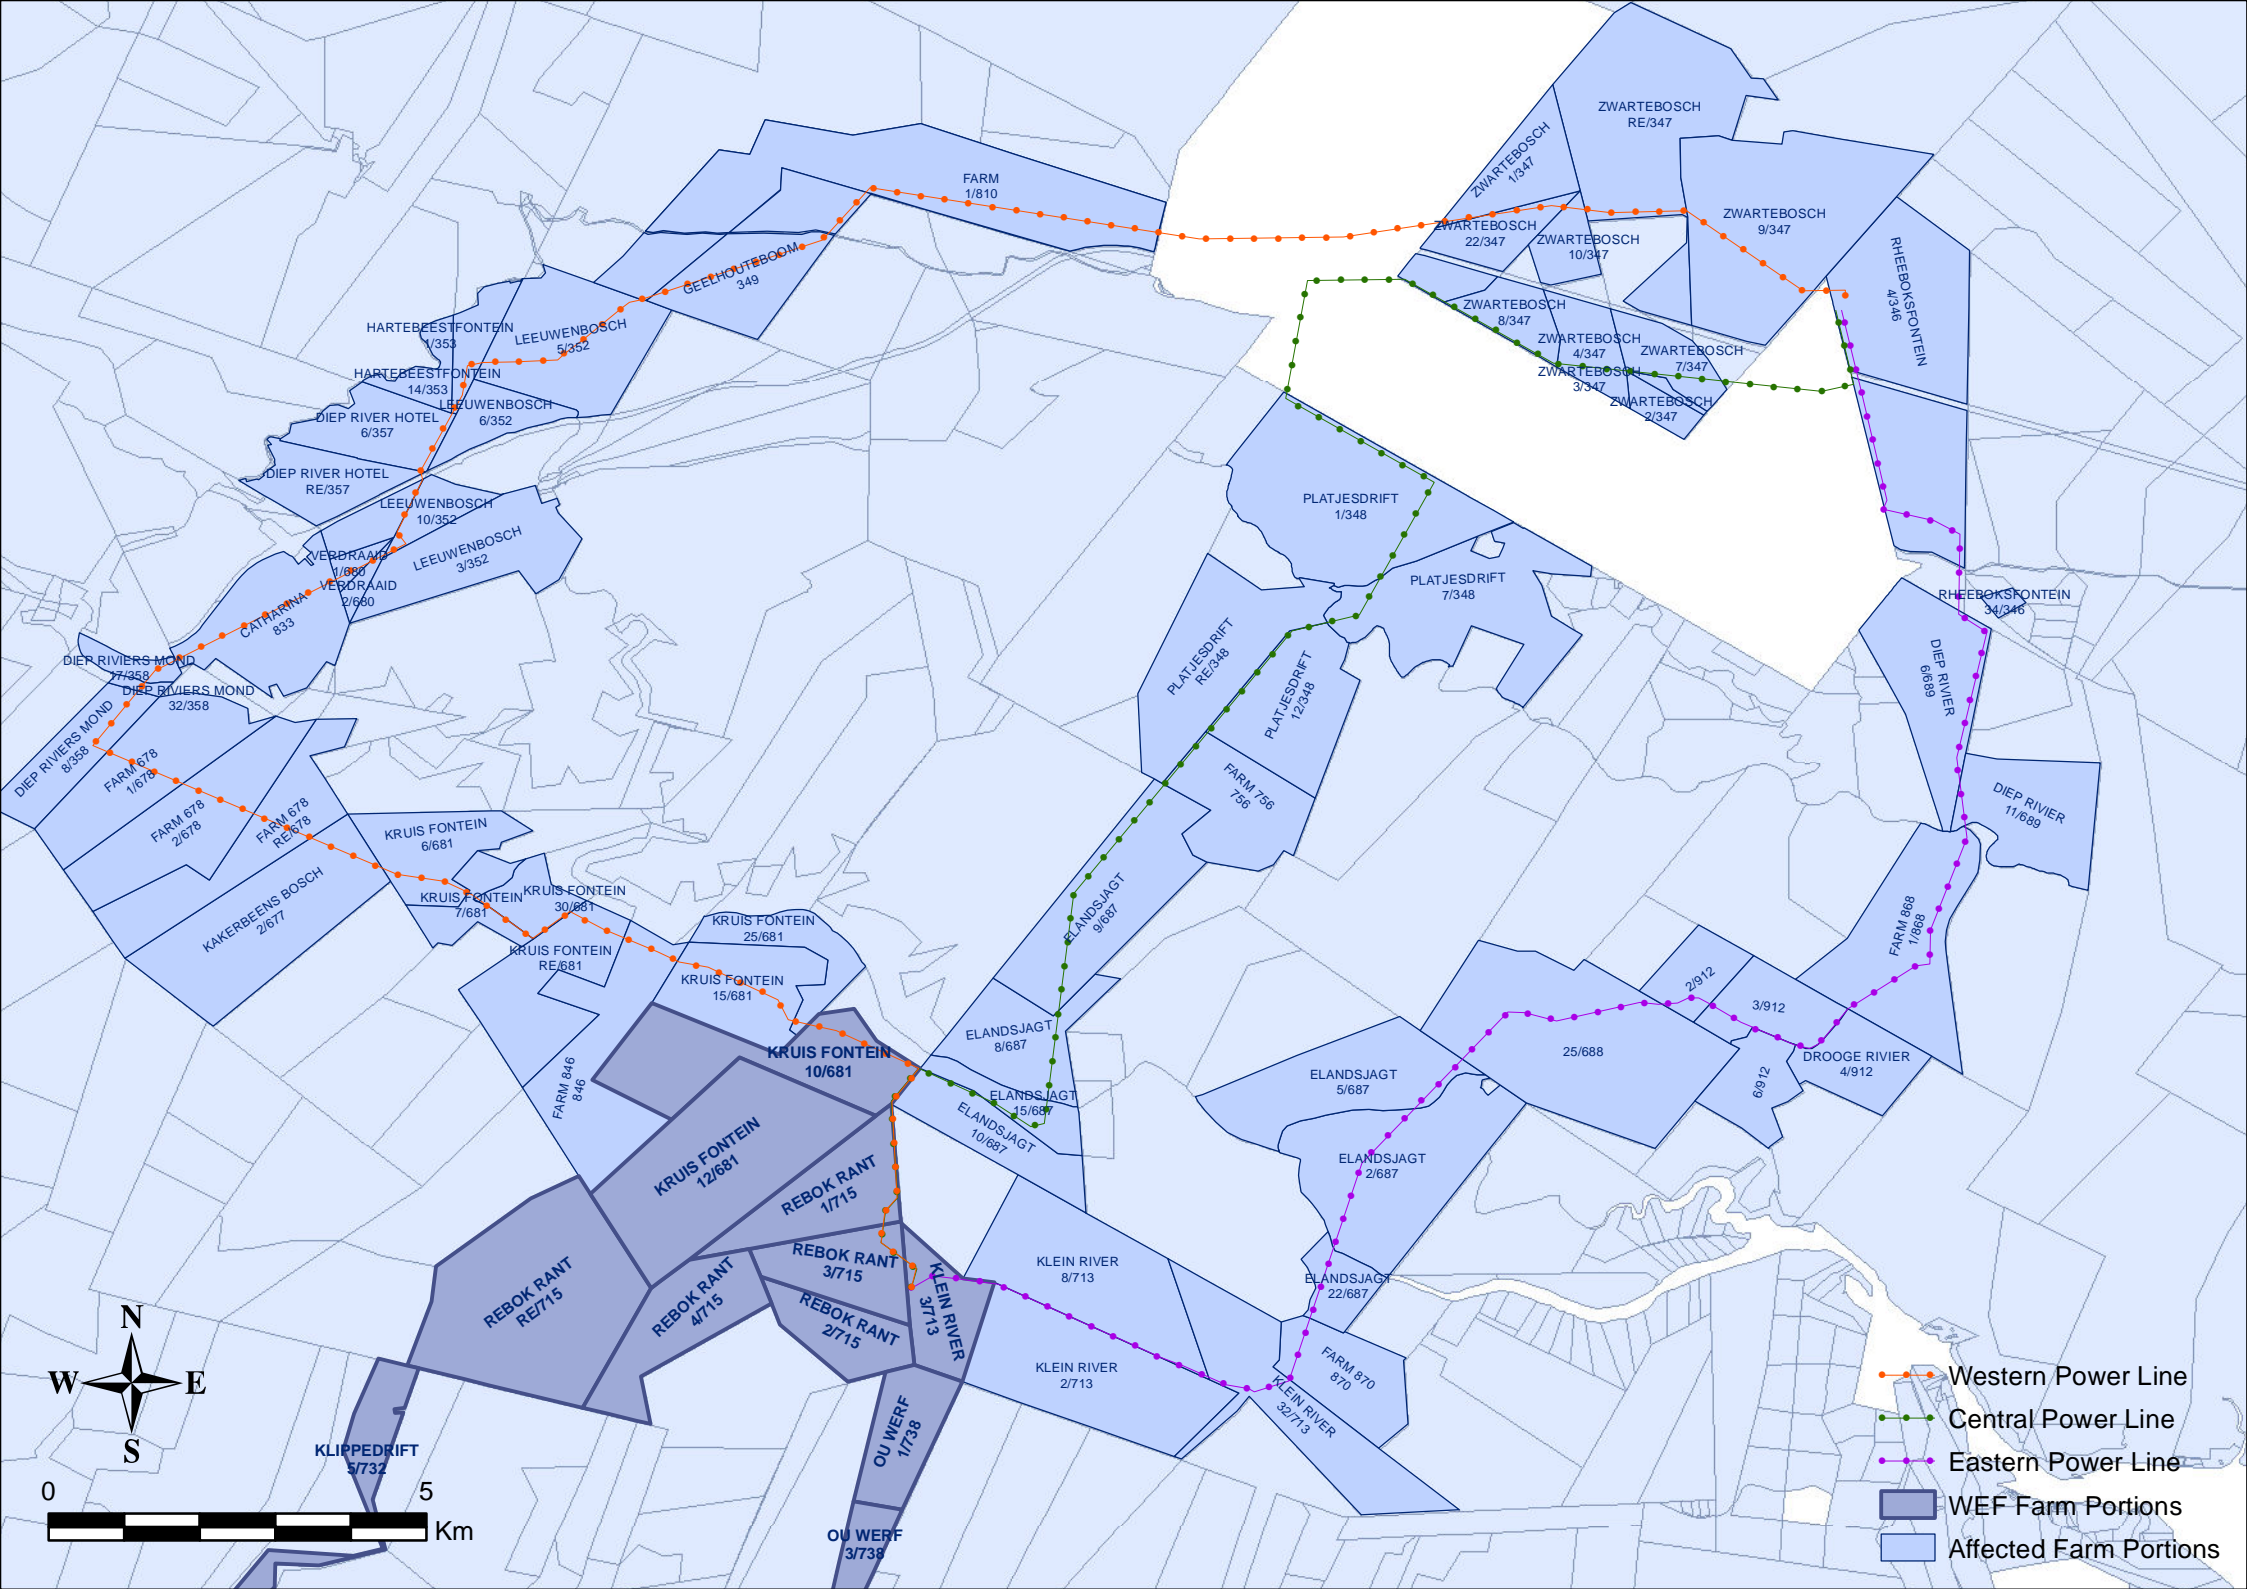 ZWARTEBOSCH
RE/347
ZWARTEBOSCH
1/347
FARM
1/810
ZWARTEBOSCH
9/347
ZWARTEBOSCH
22/347
ZWARTEBOSCH
10/347
RHEEBOKSFONTEIN
4/346
GEELHOUTEBOOM
349
ZWARTEBOSCH
8/347
HARTEBEESTFONTEIN
1/353
LEEUWENBOSCH
5/352
ZWARTEBOSCH
4/347
ZWARTEBOSCH
7/347
HARTEBEESTFONTEIN
14/353
ZWARTEBOSCH
3/347
LEEUWENBOSCH
6/352
ZWARTEBOSCH
2/347
DIEP RIVER HOTEL
6/357
DIEP RIVER HOTEL
RE/357
PLATJESDRIFT
1/348
LEEUWENBOSCH
10/352
LEEUWENBOSCH
3/352
VERDRAAID
1/680
VERDRAAID
2/680
PLATJESDRIFT
7/348
CATHARINA
833
RHEEBOKSFONTEIN
34/346
PLATJESDRIFT
RE/348
PLATJESDRIFT
12/348
DIEP RIVIER
6/689
DIEP RIVIERS MOND
17/358
DIEP RIVIERS MOND
32/358
DIEP RIVIERS MOND
8/358
FARM 678
1/678
FARM 756
756
DIEP RIVIER
11/689
FARM 678
2/678
FARM 678
RE/678
KRUIS FONTEIN
6/681
KAKERBEENS BOSCH
2/677
KRUIS FONTEIN
7/681
KRUIS FONTEIN
30/681
KRUIS FONTEIN
25/681
ELANDSJAGT
9/687
FARM 868
1/868
KRUIS FONTEIN
RE/681
KRUIS FONTEIN
15/681
2/912
3/912
ELANDSJAGT
8/687
KRUIS FONTEIN
10/681
25/688
DROOGE RIVIER
4/912
FARM 846
846
ELANDSJAGT
5/687
6/912
ELANDSJAGT
15/687
ELANDSJAGT
10/687
KRUIS FONTEIN
12/681
ELANDSJAGT
2/687
REBOK RANT
1/715
REBOK RANT
3/715
KLEIN RIVER
8/713
REBOK RANT
RE/715
REBOK RANT
4/715
KLEIN RIVER
3/713
ELANDSJAGT
22/687
REBOK RANT
2/715
KLEIN RIVER
2/713
FARM 870
870
KLEIN RIVER
32/713
OU WERF
1/738
KLIPPEDRIFT
5/732
OU WERF
3/738
N
W E
S
0 5
Km
Western Power Line
Central Power Line
Eastern Power Line
WEF Farm Portions
Affected Farm Portions